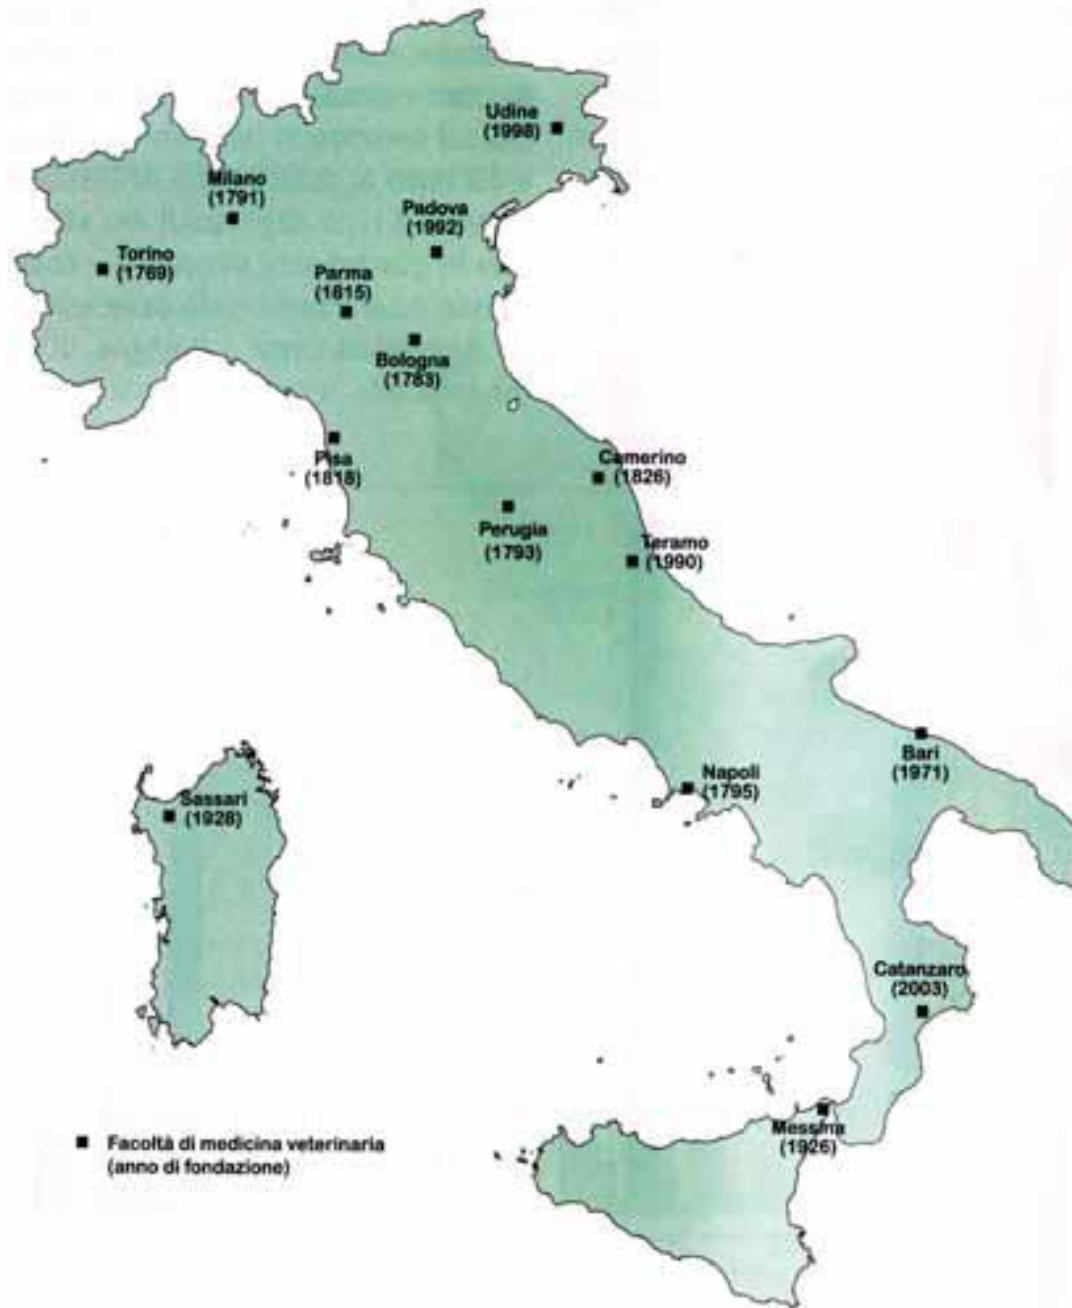 Udine
(1998)
Milano
(1791)
Padova
(1992)
Torino
(1769)
Parma
(1815)
Bologna
(1783)
Pisa
(1818)
Camerino
(1826)
Perugia
(1793)
Teramo
(1990)
Bari
(1971)
Napoli
(1795)
Sassari
(1928)
Catanzaro
(2003)
Messina
(1926)
Facoltà di medicina veterinaria
(anno di fondazione)